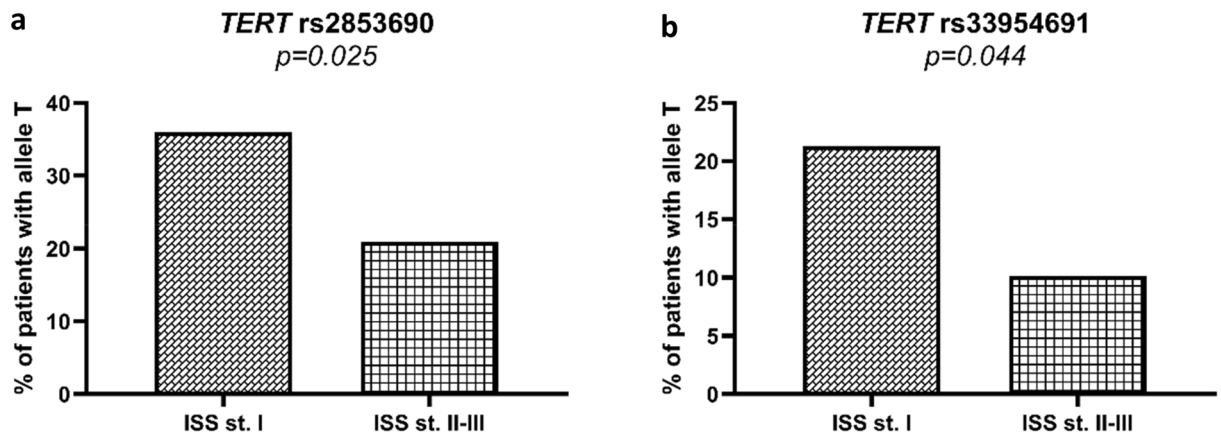 a
TERT rs2853690
p=0.025
% of patients with allele T
40
30
20
10
0
ISS st. I
ISS st. II-III
b
TERT rs33954691
p=0.044
% of patients with allele T
25
20
15
10
5
0
ISS st. I
ISS st. II-III